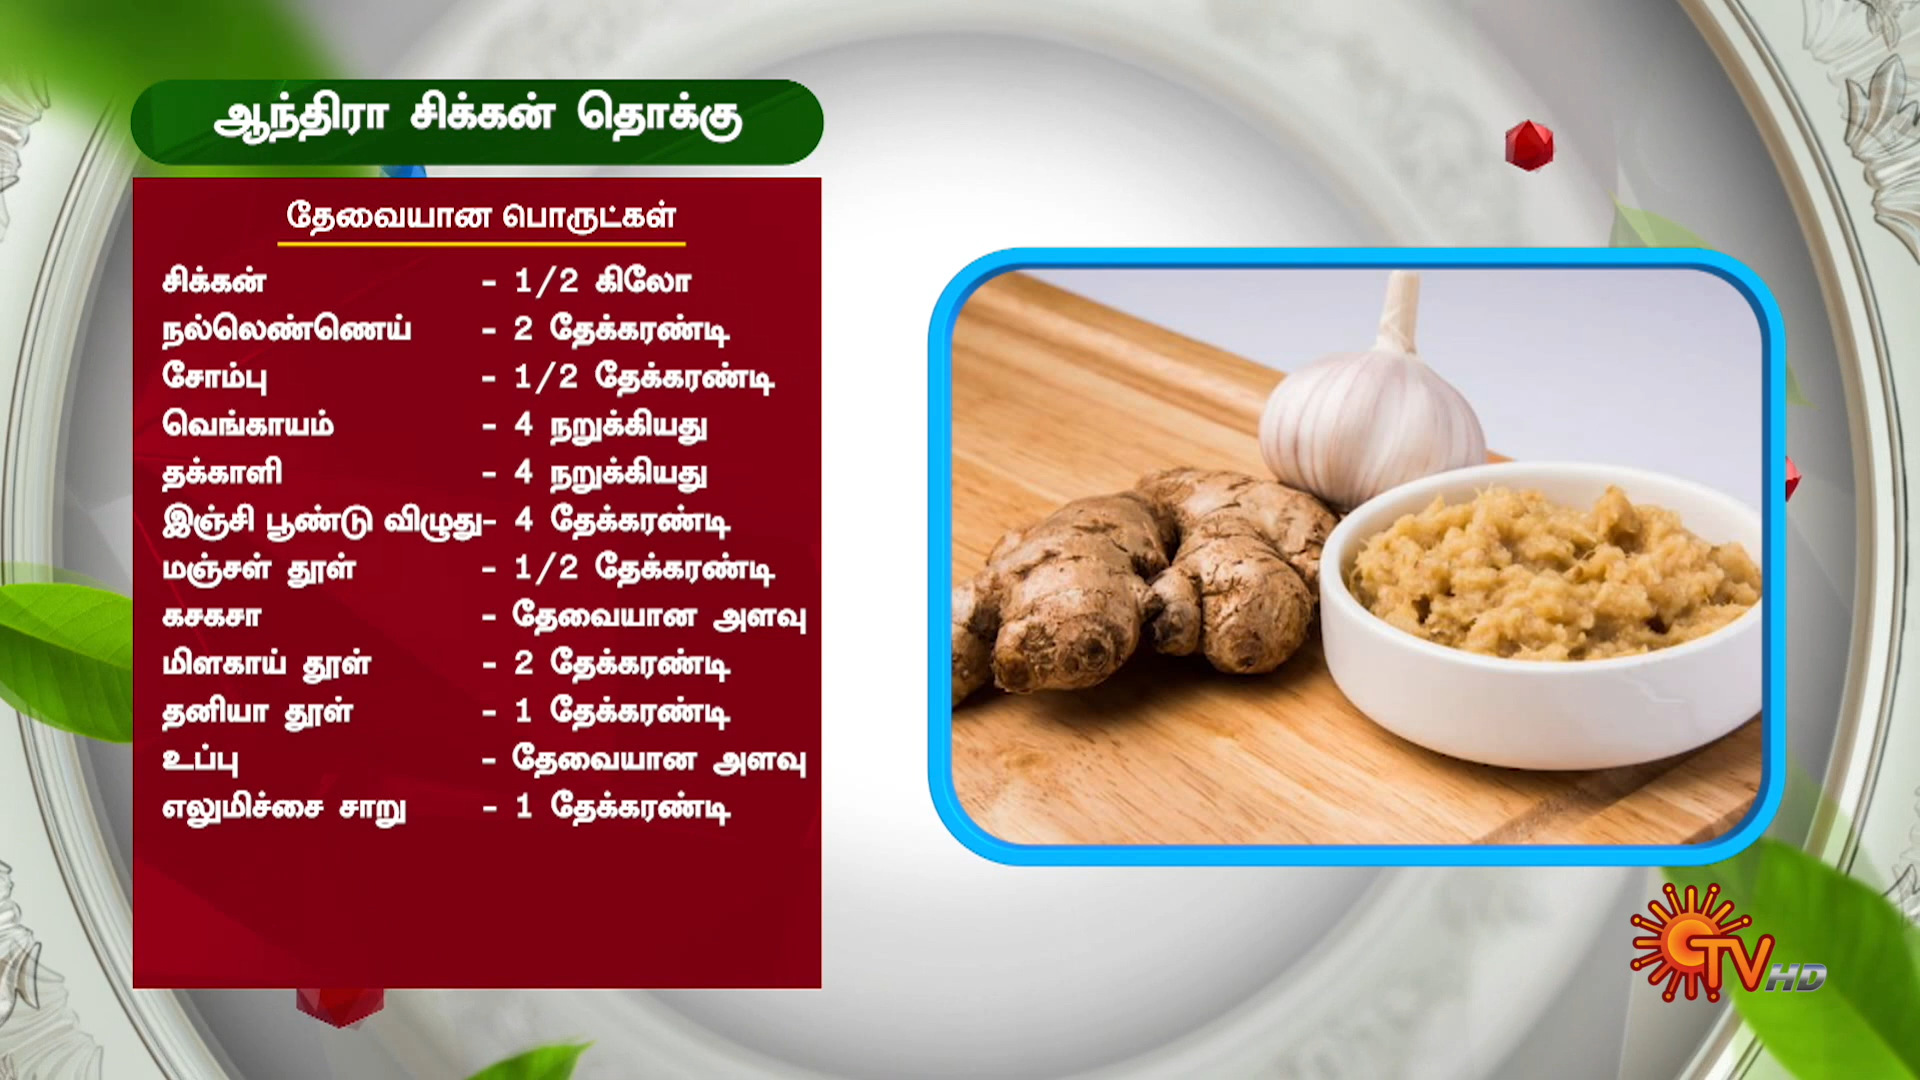 ஆந்திரா சிக்கன் தொக்கு
தேவையான பொருட்கள்
சிக்கன் - 1/2 கிலோ
நல்லெண்ணெய் - 2 தேக்கரண்டி
சோம்பு - 1/2 தேக்கரண்டி
வெங்காயம் - 4 நறுக்கியது
தக்காளி - 4 நறுக்கியது
இஞ்சி பூண்டு விழுது- 4 தேக்கரண்டி
மஞ்சள் தூள் - 1/2 தேக்கரண்டி
கசகசா - தேவையான அளவு
மிளகாய் தூள் - 2 தேக்கரண்டி
தனியா தூள் - 1 தேக்கரண்டி
உப்பு - தேவையான அளவு
எலுமிச்சை சாறு - 1 தேக்கரண்டி
TV HD